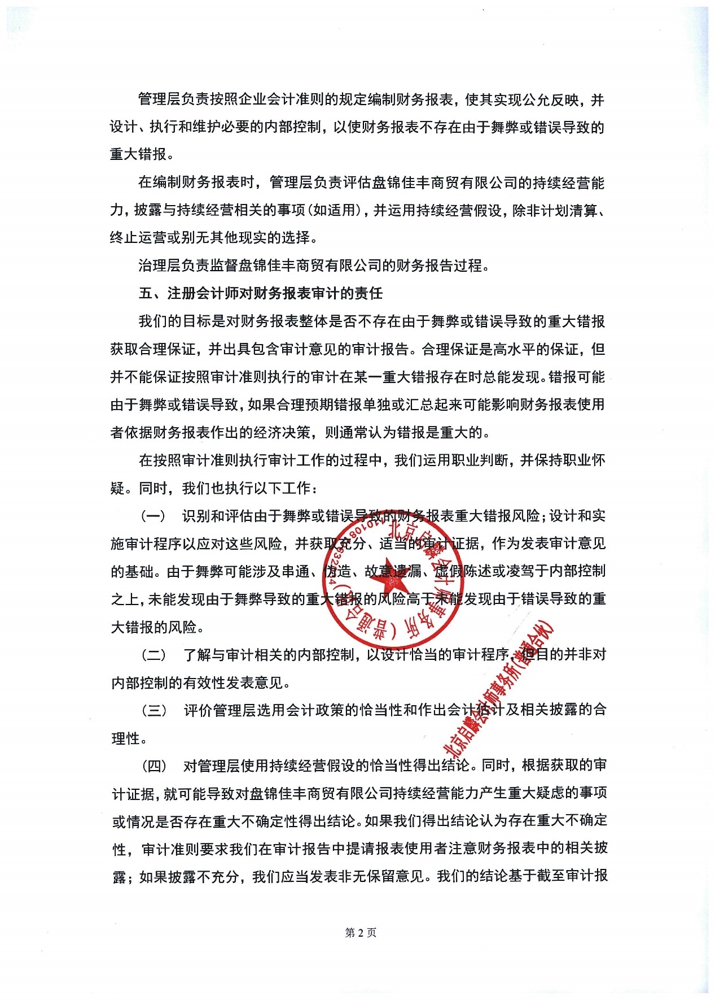 管理层负责按照企业会计准则的规定编制财务报表，使其实现公允反映，并
设计、执行和维护必要的内部控制，以使财务报表不存在由于舞弊或错误导致的
重大错报。
在编制财务报表时，管理层负责评估盘锦佳丰商贸有限公司的持续经营能
力，披露与持续经营相关的事项（如适用），并运用持续经营假设，除非计划清算、
终止运营或别无其他现实的选择。
治理层负责监督盘锦佳丰商贸有限公司的财务报告过程。
五、注册会计师对财务报表审计的责任
我们的目标是对财务报表整体是否不存在由于舞弊或错误导致的重大错报
获取合理保证，并出具包含审计意见的审计报告。合理保证是高水平的保证，但
并不能保证按照审计准则执行的审计在某一重大错报存在时总能发现。错报可能
由于舞弊或错误导致，如果合理预期错报单独或汇总起来可能影响财务报表使用
者依据财务报表作出的经济决策，则通常认为错报是重大的。
在按照审计准则执行审计工作的过程中，我们运用职业判断，并保持职业怀
疑。同时，我们也执行以下工作：
（一） 识别和评估由于舞弊或错误导致的财务报表重大错报风险；设计和实
施审计程序以应对这些风险，并获取充分、适当的审计证据，作为发表审计意见
的基础。由于舞弊可能涉及串通、伪造、故意遗漏、虚假陈述或凌驾于内部控制
之上，未能发现由于舞弊导致的重大错报的风险高于未能发现由于错误导致的重
大错报的风险。
（二） 了解与审计相关的内部控制，以设计恰当的审计程序，但目的并非对
内部控制的有效性发表意见。
（三） 评价管理层选用会计政策的恰当性和作出会计估计及相关披露的合
理性。
（四） 对管理层使用持续经营假设的恰当性得出结论。同时，根据获取的审
计证据，就可能导致对盘锦佳丰商贸有限公司持续经营能力产生重大疑虑的事项
或情况是否存在重大不确定性得出结论。如果我们得出结论认为存在重大不确定
性，审计准则要求我们在审计报告中提请报表使用者注意财务报表中的相关披
露；如果披露不充分，我们应当发表非无保留意见。我们的结论基于截至审计报
北京启麟会计师事务所（普通合伙）
北京启麟会计师事务所(普通合伙)
第 2 页